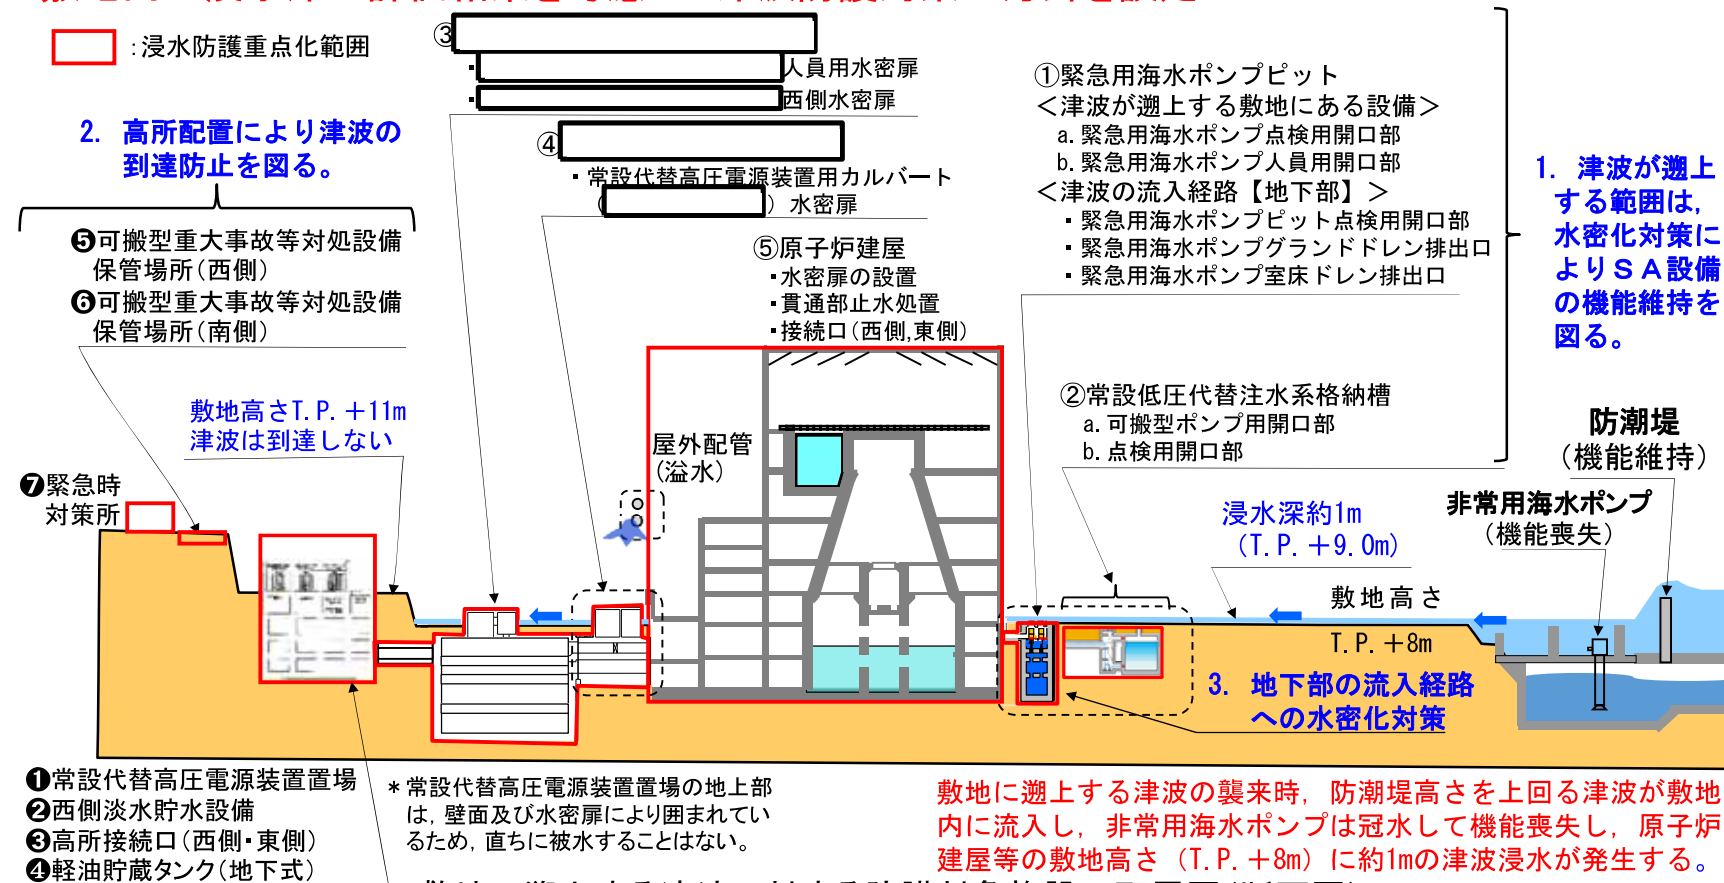 ：浸水防護重点化範囲
③
・　人員用水密扉
・　西側水密扉
④
・常設代替高圧電源装置用カルバート
（　）水密扉
2. 高所配置により津波の
到達防止を図る。
❺可搬型重大事故等対処設備
保管場所(西側)
❻可搬型重大事故等対処設備
保管場所(南側)
敷地高さT.P.＋11m
津波は到達しない
❼緊急時
対策所
⑤原子炉建屋
・水密扉の設置
・貫通部止水処置
・接続口(西側,東側)
屋外配管
(溢水)
①緊急用海水ポンプピット
＜津波が遡上する敷地にある設備＞
a.緊急用海水ポンプ点検用開口部
b.緊急用海水ポンプ人員用開口部
＜津波の流入経路【地下部】＞
・緊急用海水ポンプピット点検用開口部
・緊急用海水ポンプグランドドレン排出口
・緊急用海水ポンプ室床ドレン排出口
②常設低圧代替注水系格納槽
a.可搬型ポンプ用開口部
b.点検用開口部
1. 津波が遡上
する範囲は，
水密化対策に
よりＳＡ設備
の機能維持を
図る。
防潮堤
(機能維持)
非常用海水ポンプ
(機能喪失)
浸水深約1m
(T.P.＋9.0m)
敷地高さ
T.P.＋8m
3. 地下部の流入経路
への水密化対策
❶常設代替高圧電源装置置場
❷西側淡水貯水設備
❸高所接続口(西側・東側)
❹軽油貯蔵タンク(地下式)
＊常設代替高圧電源装置置場の地上部
は，壁面及び水密扉により囲まれてい
るため，直ちに被水することはない。
敷地に遡上する津波の襲来時，防潮堤高さを上回る津波が敷地
内に流入し，非常用海水ポンプは冠水して機能喪失し，原子炉
建屋等の敷地高さ（T.P.＋8m）に約1mの津波浸水が発生する。